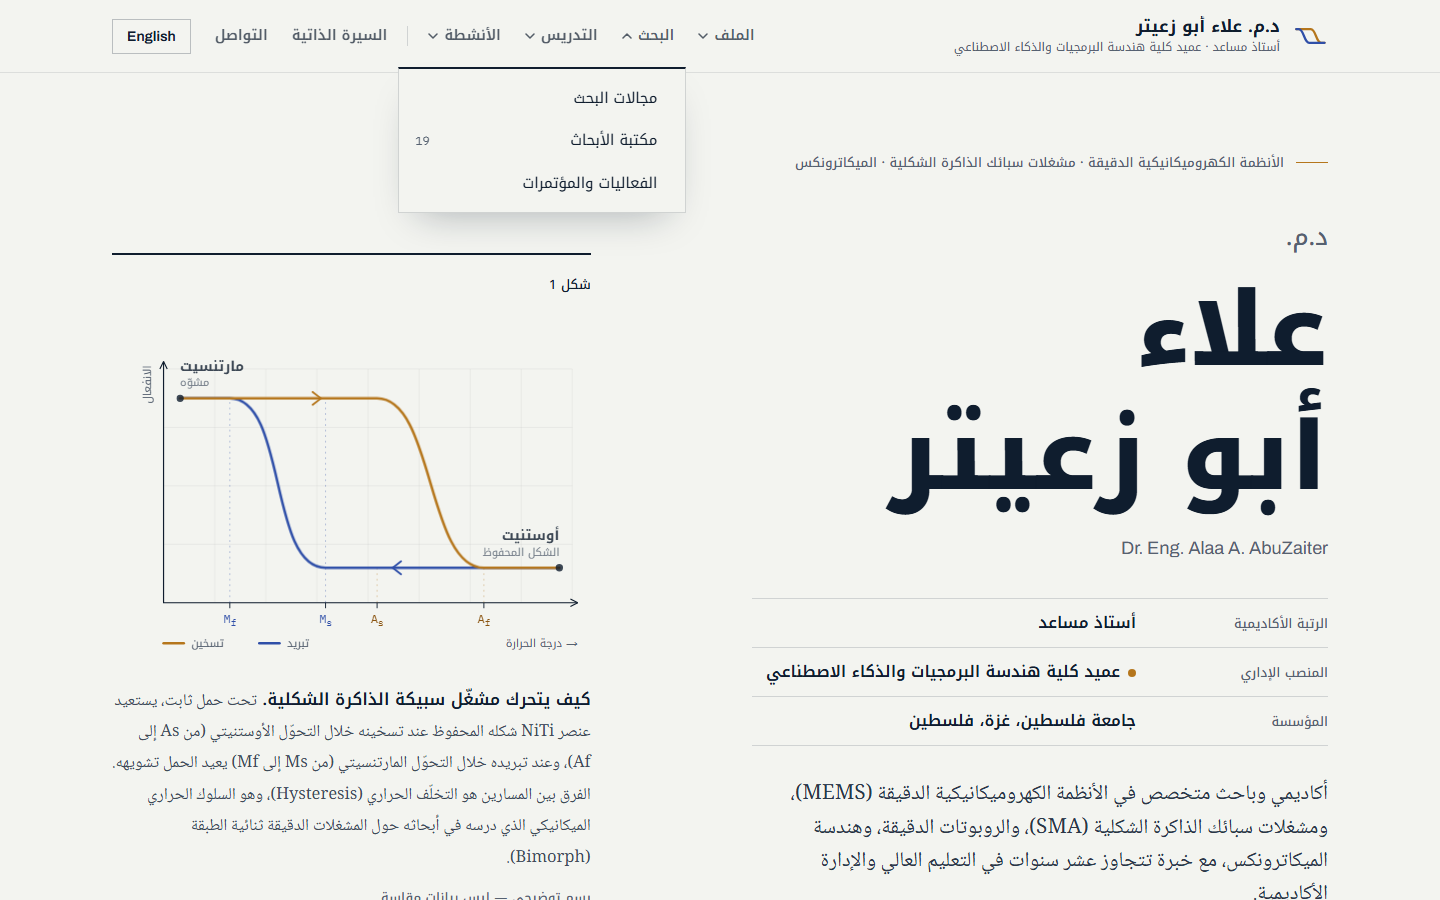 د.م. علاء أبو زعيتر
أستاذ مساعد · عميد كلية هندسة البرمجيات والذكاء الاصطناعي
الملف
البحث
التدريس
الأنشطة
السيرة الذاتية
التواصل
English
مجالات البحث
مكتبة الأبحاث 19
الفعاليات والمؤتمرات
الأنظمة الكهروميكانيكية الدقيقة · مشغلات سبائك الذاكرة الشكلية · الميكاترونكس
د.م.
علاء
أبو زعيتر
Dr. Eng. Alaa A. AbuZaiter
الرتبة الأكاديمية أستاذ مساعد
المنصب الإداري عميد كلية هندسة البرمجيات والذكاء الاصطناعي
المؤسسة جامعة فلسطين، غزة، فلسطين
أكاديمي وباحث متخصص في الأنظمة الكهروميكانيكية الدقيقة (MEMS)،
ومشغلات سبائك الذاكرة الشكلية (SMA)، والروبوتات الدقيقة، وهندسة
الميكاترونكس، مع خبرة تتجاوز عشر سنوات في التعليم العالي والإدارة
الأكاديمية.
شكل 1
الانفعال
مارتنسيت
مشوّه
أوستنيت
الشكل المحفوظ
Mf Ms As Af
تسخين
تبريد
درجة الحرارة →
كيف يتحرك مشغّل سبيكة الذاكرة الشكلية. تحت حمل ثابت، يستعيد
عنصر NiTi شكله المحفوظ عند تسخينه خلال التحوّل الأوستنيتي (من As إلى
Af)، وعند تبريده خلال التحوّل المارتنسيتي (من Ms إلى Mf) يعيد الحمل تشويهه.
الفرق بين المسارين هو التخلّف الحراري (Hysteresis)، وهو السلوك الحراري
الميكانيكي الذي درسه في أبحاثه حول المشغلات الدقيقة ثنائية الطبقة
(Bimorph).
رسم توضيحي — ليس بيانات مقاسة